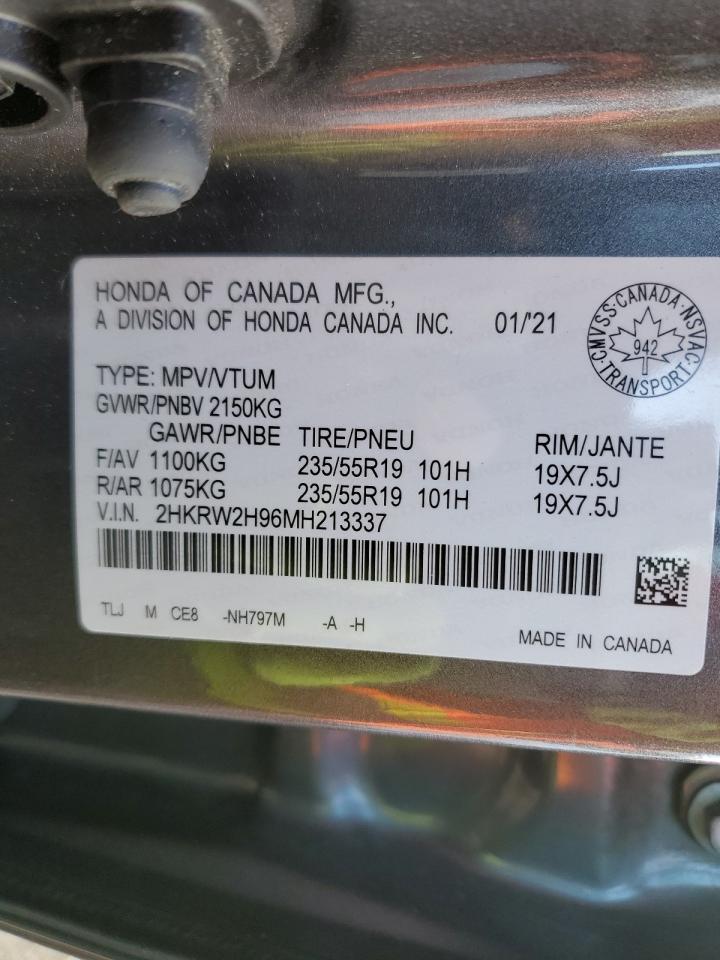 HONDA OF CANADA MFG.,
A DIVISION OF HONDA CANADA INC. 01/'21
CMVSS·CANADA·NSVAC
942
·TRANSPORT·
TYPE: MPV/VTUM
GVWR/PNBV 2150KG
GAWR/PNBE TIRE/PNEU RIM/JANTE
F/AV 1100KG 235/55R19 101H 19X7.5J
R/AR 1075KG 235/55R19 101H 19X7.5J
V.I.N. 2HKRW2H96MH213337
TLJ M CE8 -NH797M -A -H
MADE IN CANADA